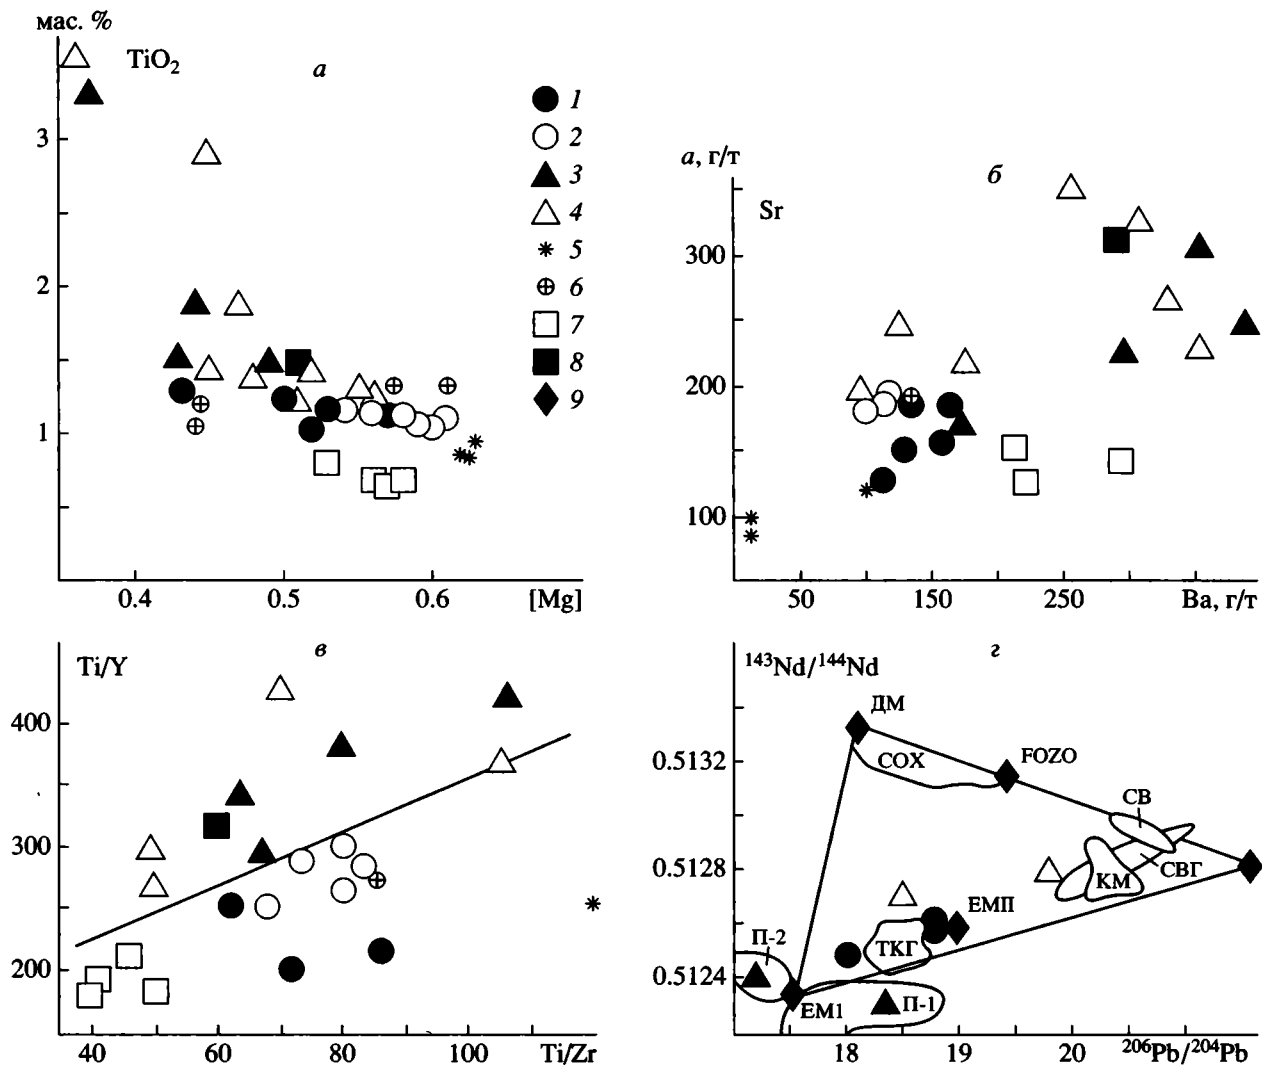 мас. %
TiO2
а
3
2
1
0.4
0.5
0.6
[Mg]
1
2
3
4
5
6
7
8
9
а, г/т
б
Sr
300
200
100
50
150
250
Ba, г/т
Ti/Y
в
400
300
200
40
60
80
100
Ti/Zr
143Nd/144Nd
г
ДМ
0.5132
СОХ
FOZO
СВ
0.5128
КМ
СВГ
ЕМII
П-2
ТКГ
0.5124
ЕМ1
П-1
18
19
20
206Pb/204Pb